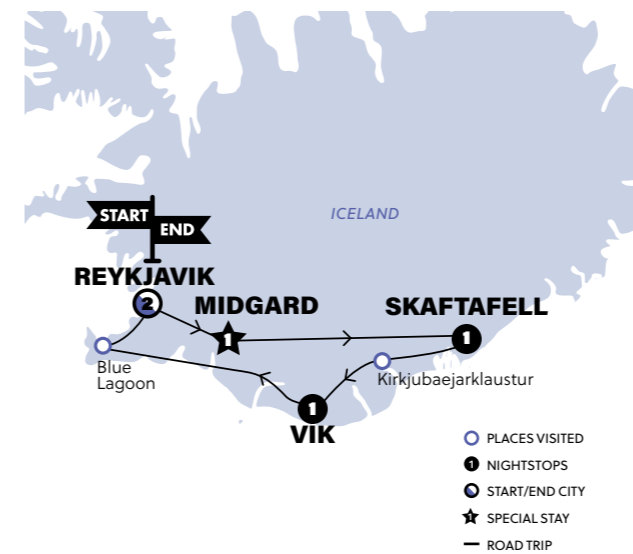 START
END
ICELAND
REYKJAVIK
2
MIDGARD
1
SKAFTAFELL
1
Blue
Lagoon
Kirkjubaejarklaustur
1
VIK
PLACES VISITED
1 NIGHTSTOPS
START/END CITY
1 SPECIAL STAY
ROAD TRIP